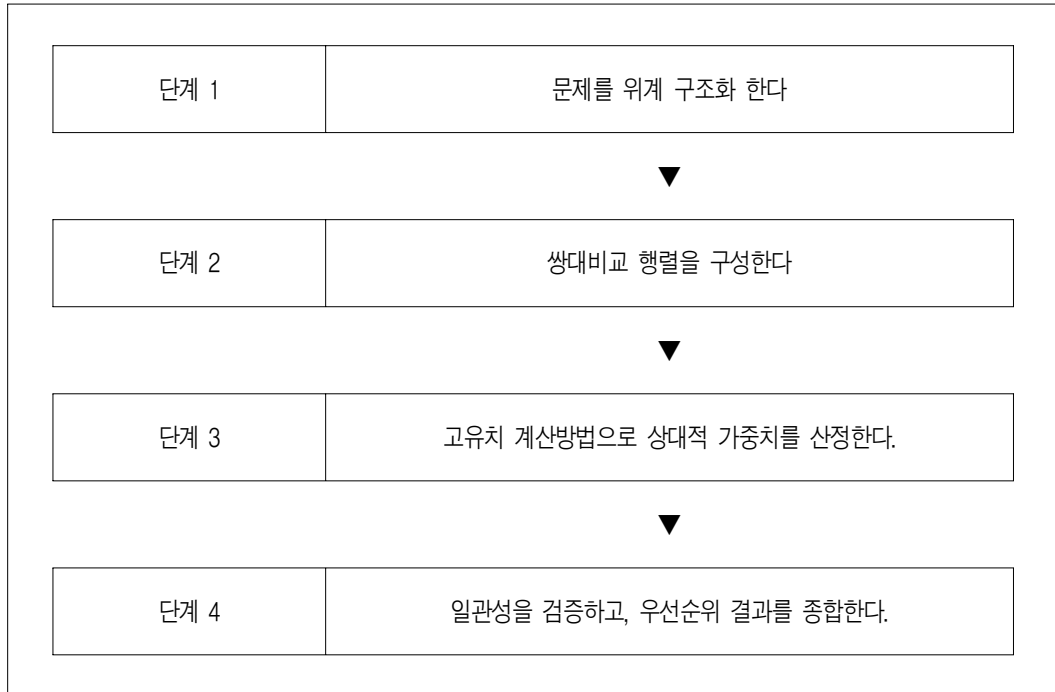 단계 1 문제를 위계 구조화 한다
▼
단계 2 쌍대비교 행렬을 구성한다
▼
단계 3 고유치 계산방법으로 상대적 가중치를 산정한다.
▼
단계 4 일관성을 검증하고, 우선순위 결과를 종합한다.